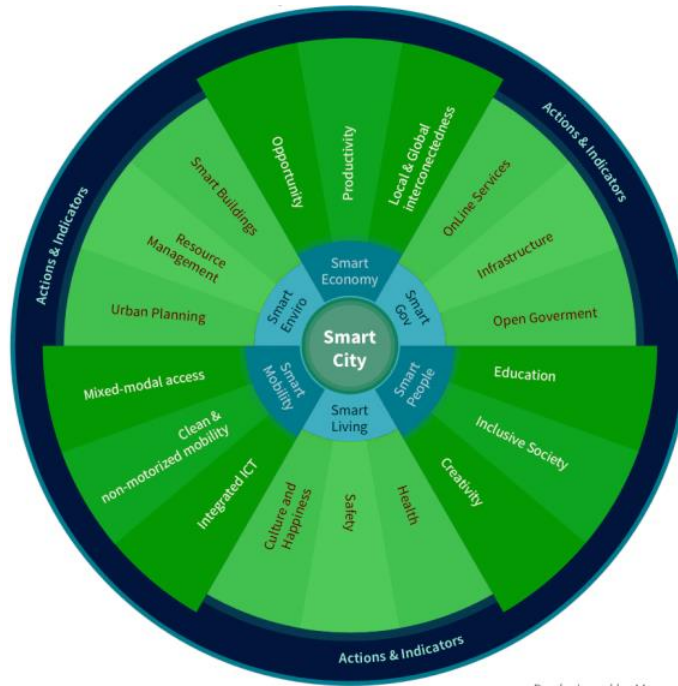 Smart
City
Smart
Economy
Opportunity
Productivity
Local & Global
interconectedness
Smart
Gov
OnLine Services
Infrastructure
Open Goverment
Smart
People
Education
Inclusive Society
Creativity
Smart
Living
Health
Safety
Culture and
Happiness
Smart
Mobility
Integrated ICT
Clean &
non-motorized mobility
Mixed-modal access
Smart
Enviro
Urban Planning
Resource
Management
Smart Buildings
Actions & Indicators
Actions & Indicators
Actions & Indicators